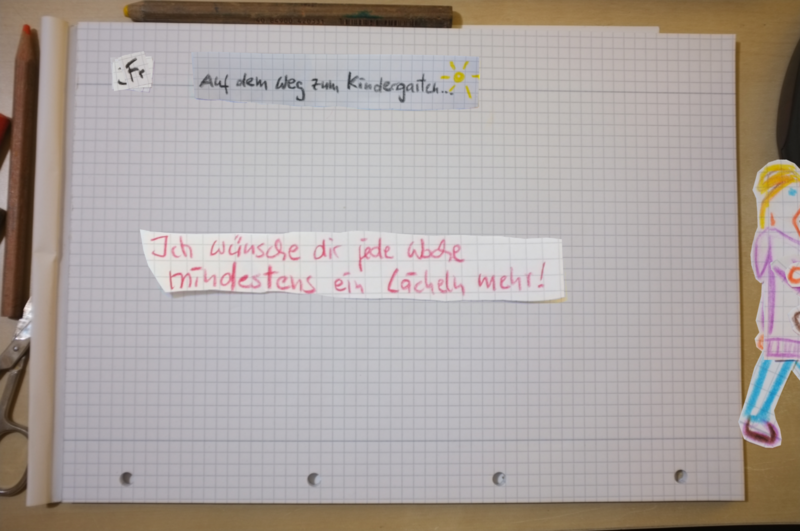 :Fr
Auf dem Weg zum Kindergarten...
Ich wünsche dir jede Woche
mindestens ein Lächeln mehr!